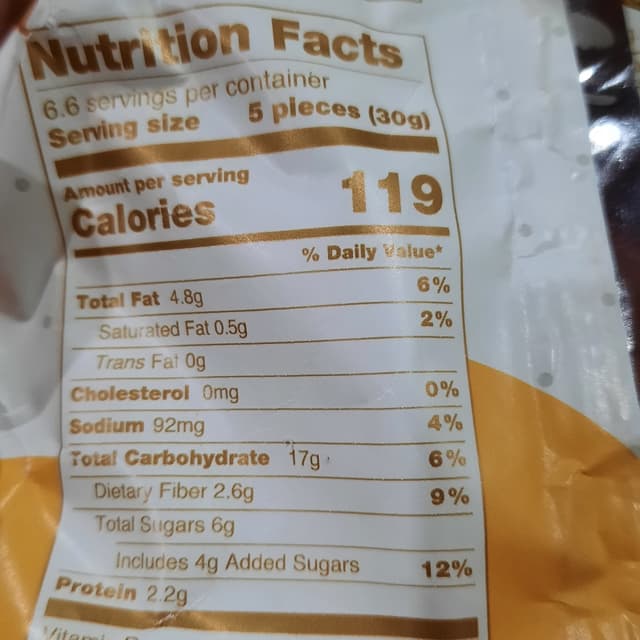 Nutrition Facts
6.6 servings per container
Serving size 5 pieces (30g)
Amount per serving
Calories 119
% Daily Value*
Total Fat 4.8g 6%
Saturated Fat 0.5g 2%
Trans Fat 0g
Cholesterol 0mg 0%
Sodium 92mg 4%
Total Carbohydrate 17g 6%
Dietary Fiber 2.6g 9%
Total Sugars 6g
Includes 4g Added Sugars 12%
Protein 2.2g